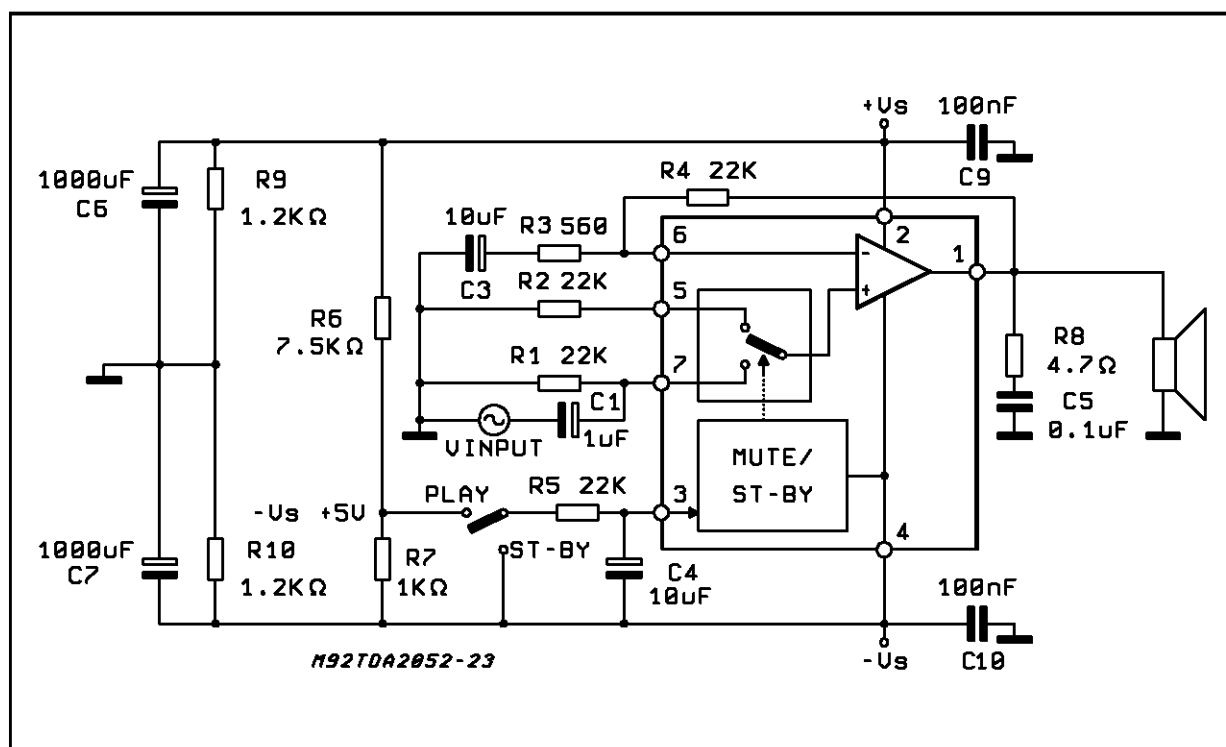 +Vs
100nF
C9
R4 22K
1000uF
C6
R9
1.2KΩ
10uF
C3
R3 560
6
2
1
-
+
R2 22K
5
R6
7.5KΩ
R1 22K
7
C1
1uF
VINPUT
R8
4.7Ω
C5
0.1uF
MUTE/
ST-BY
PLAY
R5 22K
3
-Vs +5V
ST-BY
4
1000uF
C7
R10
1.2KΩ
R7
1KΩ
C4
10uF
100nF
C10
-Vs
M92TDA2052-23